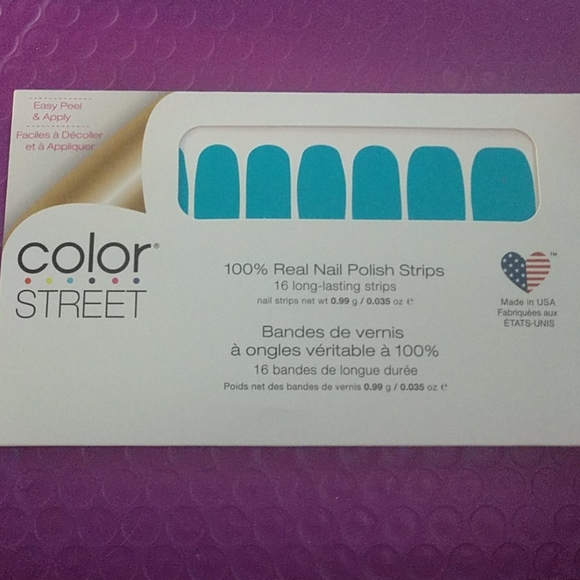 Easy Peel
& Apply
Faciles à Décoller
et à Appliquer
color®
STREET
100% Real Nail Polish Strips
16 long-lasting strips
nail strips net wt 0.99 g / 0.035 oz ℮
Bandes de vernis
à ongles véritable à 100%
16 bandes de longue durée
Poids net des bandes de vernis 0.99 g / 0.035 oz ℮
™
Made in USA
Fabriquées aux
ÉTATS-UNIS